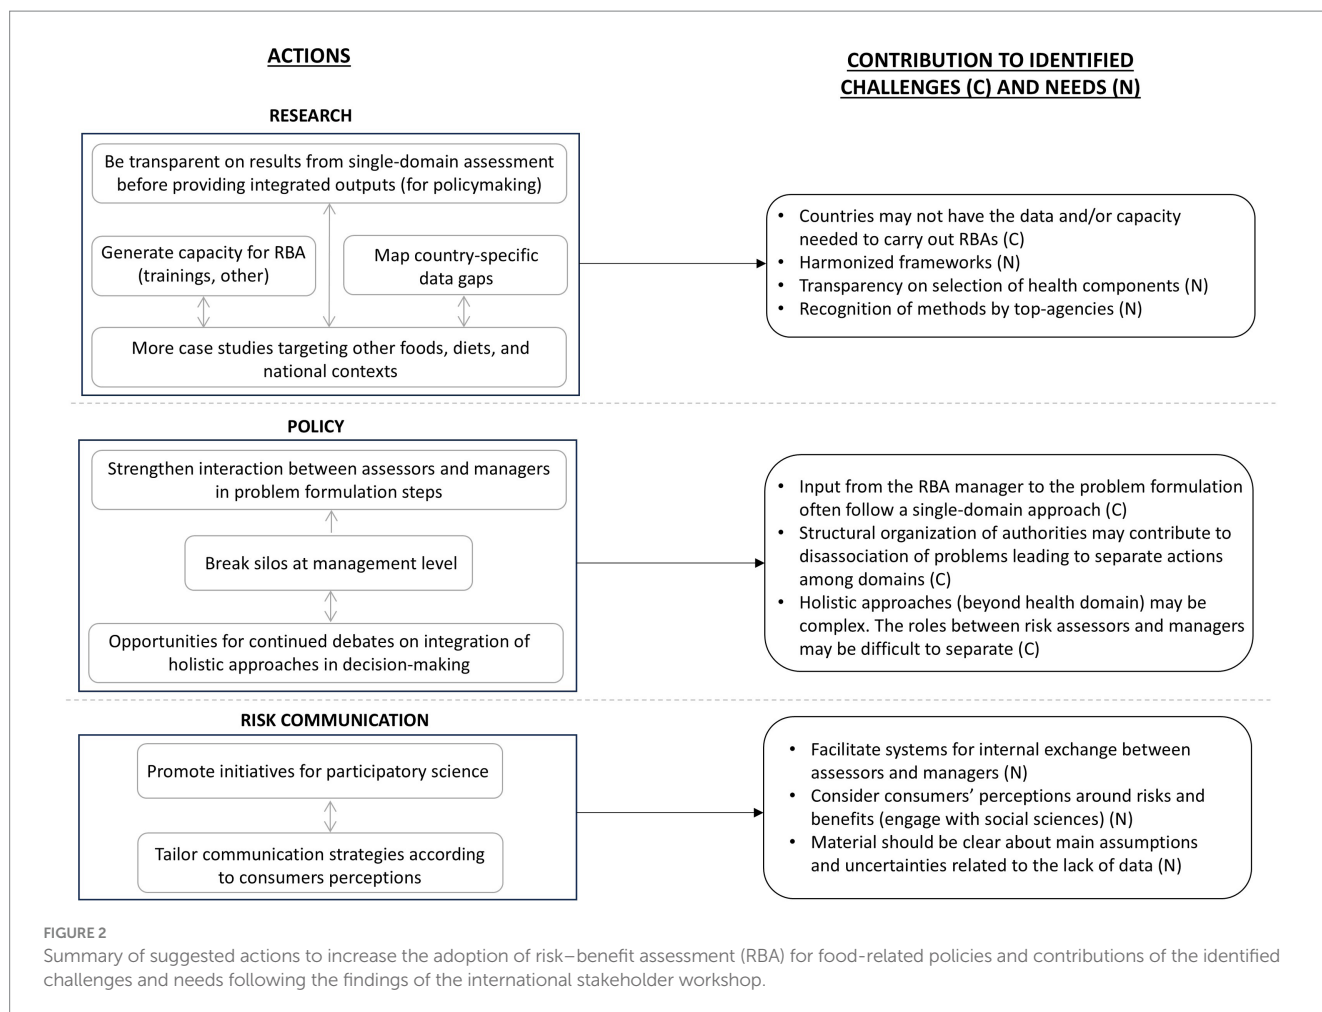 ACTIONS
CONTRIBUTION TO IDENTIFIED
CHALLENGES (C) AND NEEDS (N)
RESEARCH
Be transparent on results from single-domain assessment
before providing integrated outputs (for policymaking)
Generate capacity for RBA
(trainings, other)
Map country-specific
data gaps
More case studies targeting other foods, diets, and
national contexts
• Countries may not have the data and/or capacity
needed to carry out RBAs (C)
• Harmonized frameworks (N)
• Transparency on selection of health components (N)
• Recognition of methods by top-agencies (N)
POLICY
Strengthen interaction between assessors and managers
in problem formulation steps
Break silos at management level
Opportunities for continued debates on integration of
holistic approaches in decision-making
• Input from the RBA manager to the problem formulation
often follow a single-domain approach (C)
• Structural organization of authorities may contribute to
disassociation of problems leading to separate actions
among domains (C)
• Holistic approaches (beyond health domain) may be
complex. The roles between risk assessors and managers
may be difficult to separate (C)
RISK COMMUNICATION
Promote initiatives for participatory science
Tailor communication strategies according
to consumers perceptions
• Facilitate systems for internal exchange between
assessors and managers (N)
• Consider consumers’ perceptions around risks and
benefits (engage with social sciences) (N)
• Material should be clear about main assumptions
and uncertainties related to the lack of data (N)
FIGURE 2
Summary of suggested actions to increase the adoption of risk–benefit assessment (RBA) for food-related policies and contributions of the identified
challenges and needs following the findings of the international stakeholder workshop.